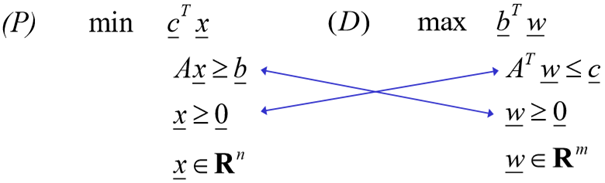 (P) min c^T x (D) max b^T w
Ax ≥ b A^T w ≤ c
x ≥ 0 w ≥ 0
x ∈ R^n w ∈ R^m